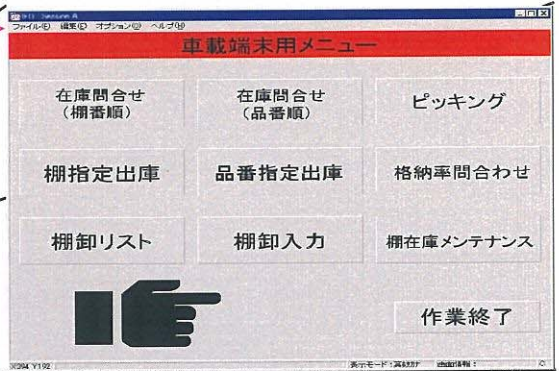 ファイル(F) 編集(E) オプション(O) ヘルプ(H)
車載端末用メニュー
在庫問合せ
(棚番順)
在庫問合せ
(品番順)
ピッキング
棚指定出庫
品番指定出庫
格納率問合わせ
棚卸リスト
棚卸入力
棚在庫メンテナンス
作業終了
X394 Y192